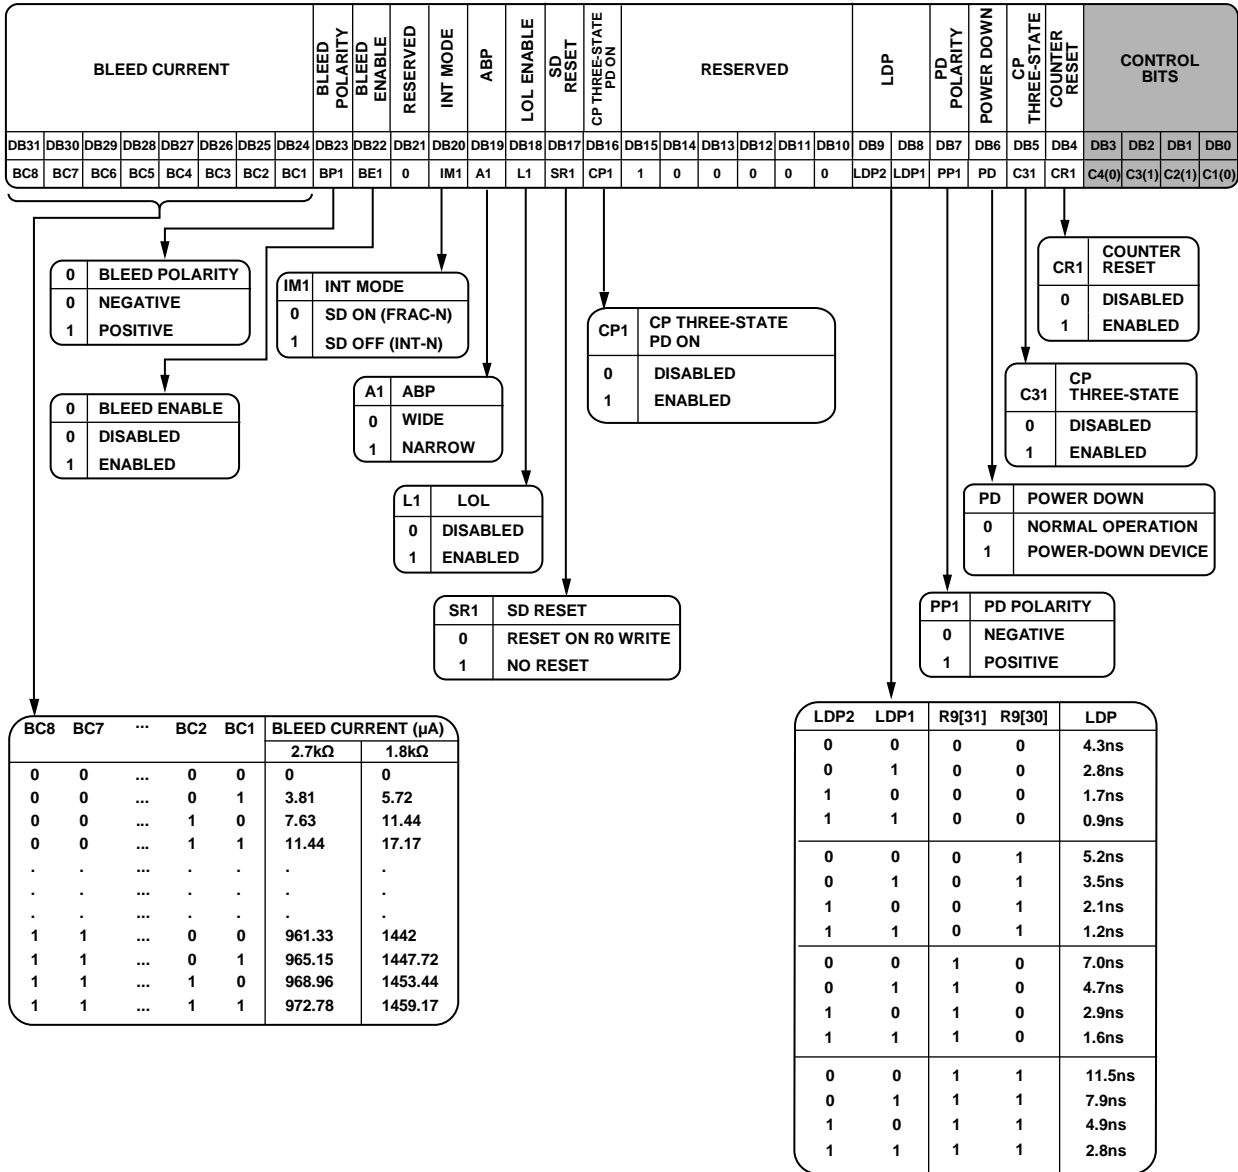 BLEED CURRENT BLEED POLARITY BLEED ENABLE RESERVED INT MODE ABP LOL ENABLE SD RESET CP THREE-STATE PD ON RESERVED LDP PD POLARITY POWER DOWN CP THREE-STATE COUNTER RESET CONTROL BITS
DB31 DB30 DB29 DB28 DB27 DB26 DB25 DB24 DB23 DB22 DB21 DB20 DB19 DB18 DB17 DB16 DB15 DB14 DB13 DB12 DB11 DB10 DB9 DB8 DB7 DB6 DB5 DB4 DB3 DB2 DB1 DB0
BC8 BC7 BC6 BC5 BC4 BC3 BC2 BC1 BP1 BE1 0 IM1 A1 L1 SR1 CP1 1 0 0 0 0 0 LDP2 LDP1 PP1 PD C31 CR1 C4(0) C3(1) C2(1) C1(0)
0 BLEED POLARITY
0 NEGATIVE
1 POSITIVE
0 BLEED ENABLE
0 DISABLED
1 ENABLED
IM1 INT MODE
0 SD ON (FRAC-N)
1 SD OFF (INT-N)
A1 ABP
0 WIDE
1 NARROW
L1 LOL
0 DISABLED
1 ENABLED
SR1 SD RESET
0 RESET ON R0 WRITE
1 NO RESET
CP1 CP THREE-STATE
PD ON
0 DISABLED
1 ENABLED
CR1 COUNTER
RESET
0 DISABLED
1 ENABLED
C31 CP
THREE-STATE
0 DISABLED
1 ENABLED
PD POWER DOWN
0 NORMAL OPERATION
1 POWER-DOWN DEVICE
PP1 PD POLARITY
0 NEGATIVE
1 POSITIVE
BC8 BC7 ... BC2 BC1 BLEED CURRENT (µA)
2.7kΩ 1.8kΩ
0 0 ... 0 0 0 0
0 0 ... 0 1 3.81 5.72
0 0 ... 1 0 7.63 11.44
0 0 ... 1 1 11.44 17.17
. . ... . . . .
. . ... . . . .
. . ... . . . .
1 1 ... 0 0 961.33 1442
1 1 ... 0 1 965.15 1447.72
1 1 ... 1 0 968.96 1453.44
1 1 ... 1 1 972.78 1459.17
LDP2 LDP1 R9[31] R9[30] LDP
0 0 0 0 4.3ns
0 1 0 0 2.8ns
1 0 0 0 1.7ns
1 1 0 0 0.9ns
0 0 0 1 5.2ns
0 1 0 1 3.5ns
1 0 0 1 2.1ns
1 1 0 1 1.2ns
0 0 1 0 7.0ns
0 1 1 0 4.7ns
1 0 1 0 2.9ns
1 1 1 0 1.6ns
0 0 1 1 11.5ns
0 1 1 1 7.9ns
1 0 1 1 4.9ns
1 1 1 1 2.8ns